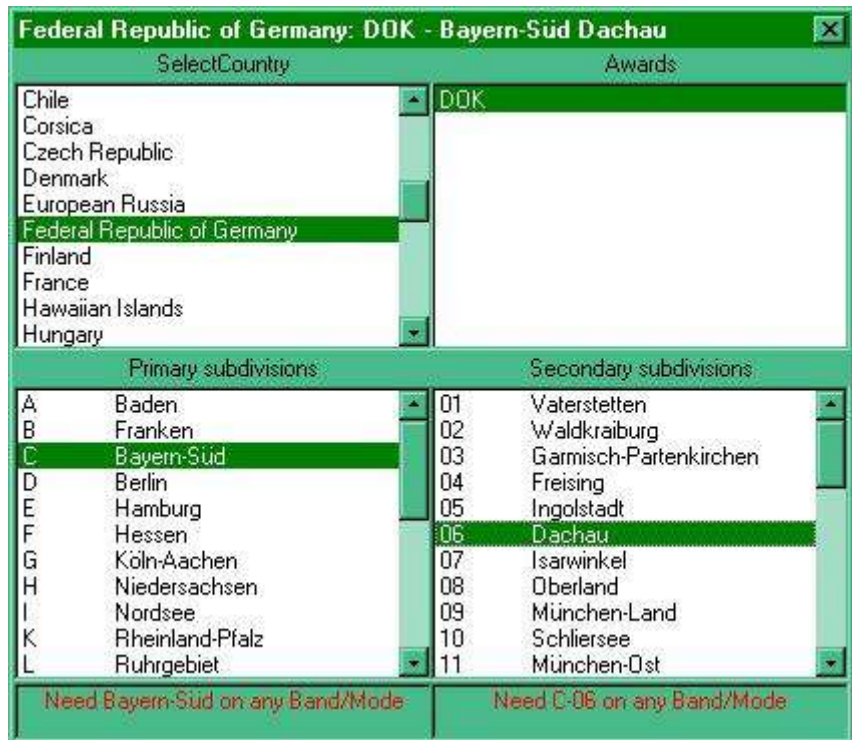 Federal Republic of Germany: DOK - Bayern-Süd Dachau
SelectCountry
Awards
Chile
Corsica
Czech Republic
Denmark
European Russia
Federal Republic of Germany
Finland
France
Hawaiian Islands
Hungary
DOK
Primary subdivisions
Secondary subdivisions
A Baden
B Franken
C Bayern-Süd
D Berlin
E Hamburg
F Hessen
G Köln-Aachen
H Niedersachsen
I Nordsee
K Rheinland-Pfalz
L Ruhrgebiet
01 Vaterstetten
02 Waldkraiburg
03 Garmisch-Partenkirchen
04 Freising
05 Ingolstadt
06 Dachau
07 Isarwinkel
08 Oberland
09 München-Land
10 Schliersee
11 München-Ost
Need Bayern-Süd on any Band/Mode
Need C-06 on any Band/Mode